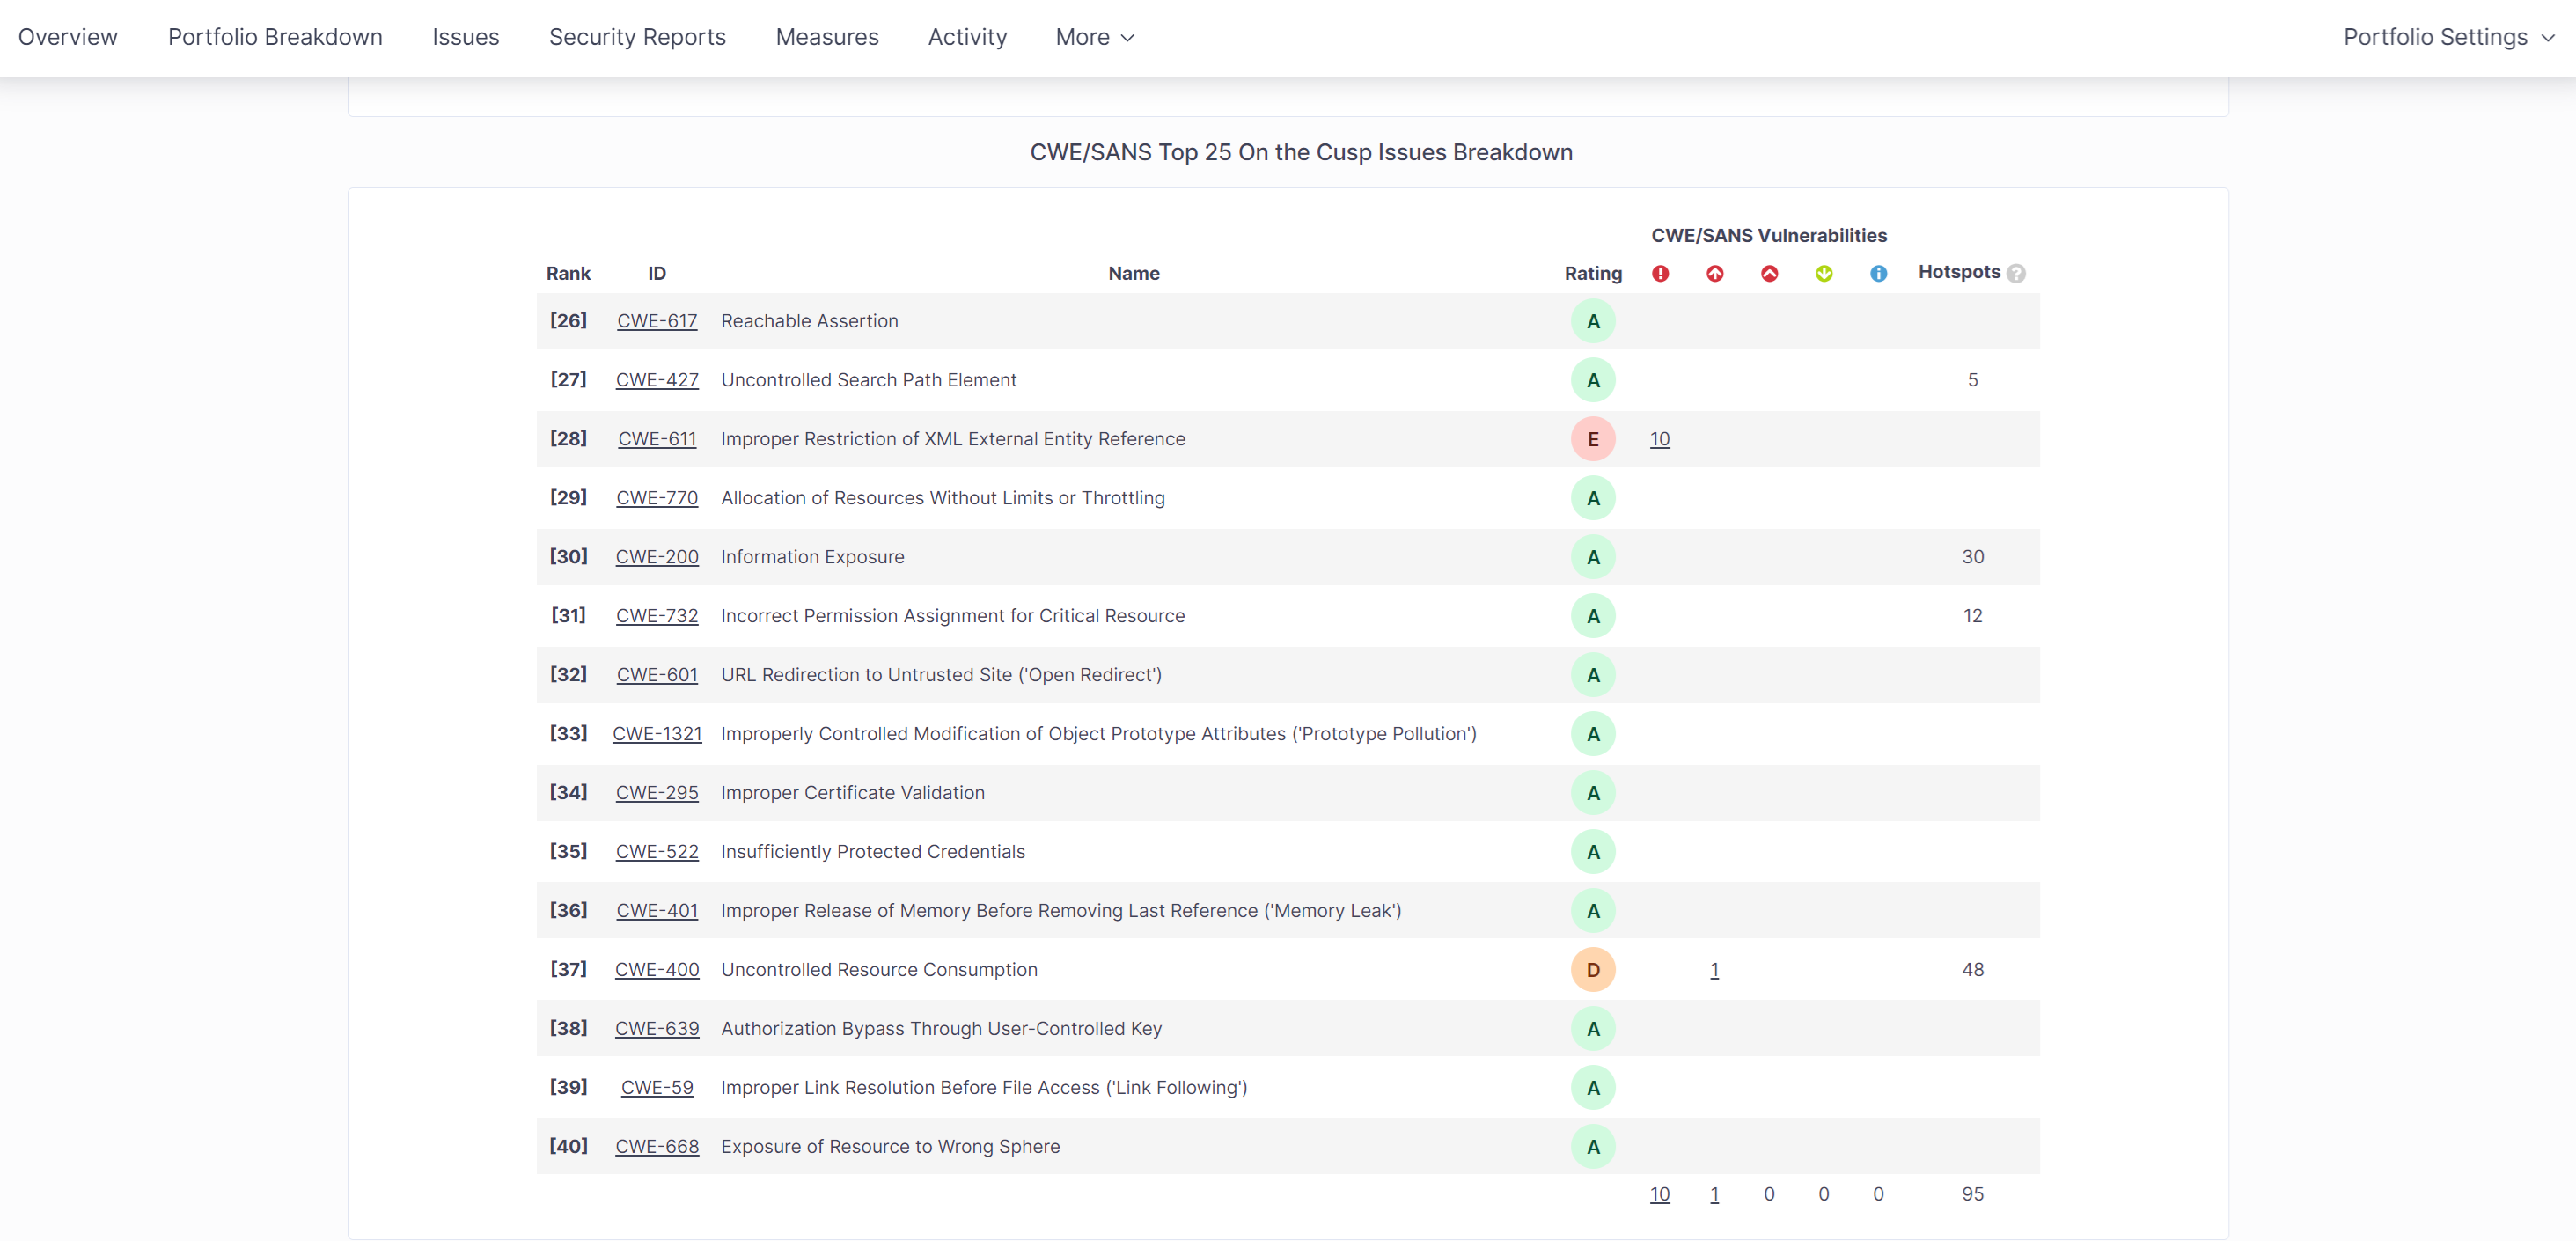 Overview Portfolio Breakdown Issues Security Reports Measures Activity More Portfolio Settings
CWE/SANS Top 25 On the Cusp Issues Breakdown
CWE/SANS Vulnerabilities
Rank ID Name Rating Hotspots ?
[26] CWE-617 Reachable Assertion A
[27] CWE-427 Uncontrolled Search Path Element A 5
[28] CWE-611 Improper Restriction of XML External Entity Reference E 10
[29] CWE-770 Allocation of Resources Without Limits or Throttling A
[30] CWE-200 Information Exposure A 30
[31] CWE-732 Incorrect Permission Assignment for Critical Resource A 12
[32] CWE-601 URL Redirection to Untrusted Site ('Open Redirect') A
[33] CWE-1321 Improperly Controlled Modification of Object Prototype Attributes ('Prototype Pollution') A
[34] CWE-295 Improper Certificate Validation A
[35] CWE-522 Insufficiently Protected Credentials A
[36] CWE-401 Improper Release of Memory Before Removing Last Reference ('Memory Leak') A
[37] CWE-400 Uncontrolled Resource Consumption D 1 48
[38] CWE-639 Authorization Bypass Through User-Controlled Key A
[39] CWE-59 Improper Link Resolution Before File Access ('Link Following') A
[40] CWE-668 Exposure of Resource to Wrong Sphere A
10 1 0 0 0 95